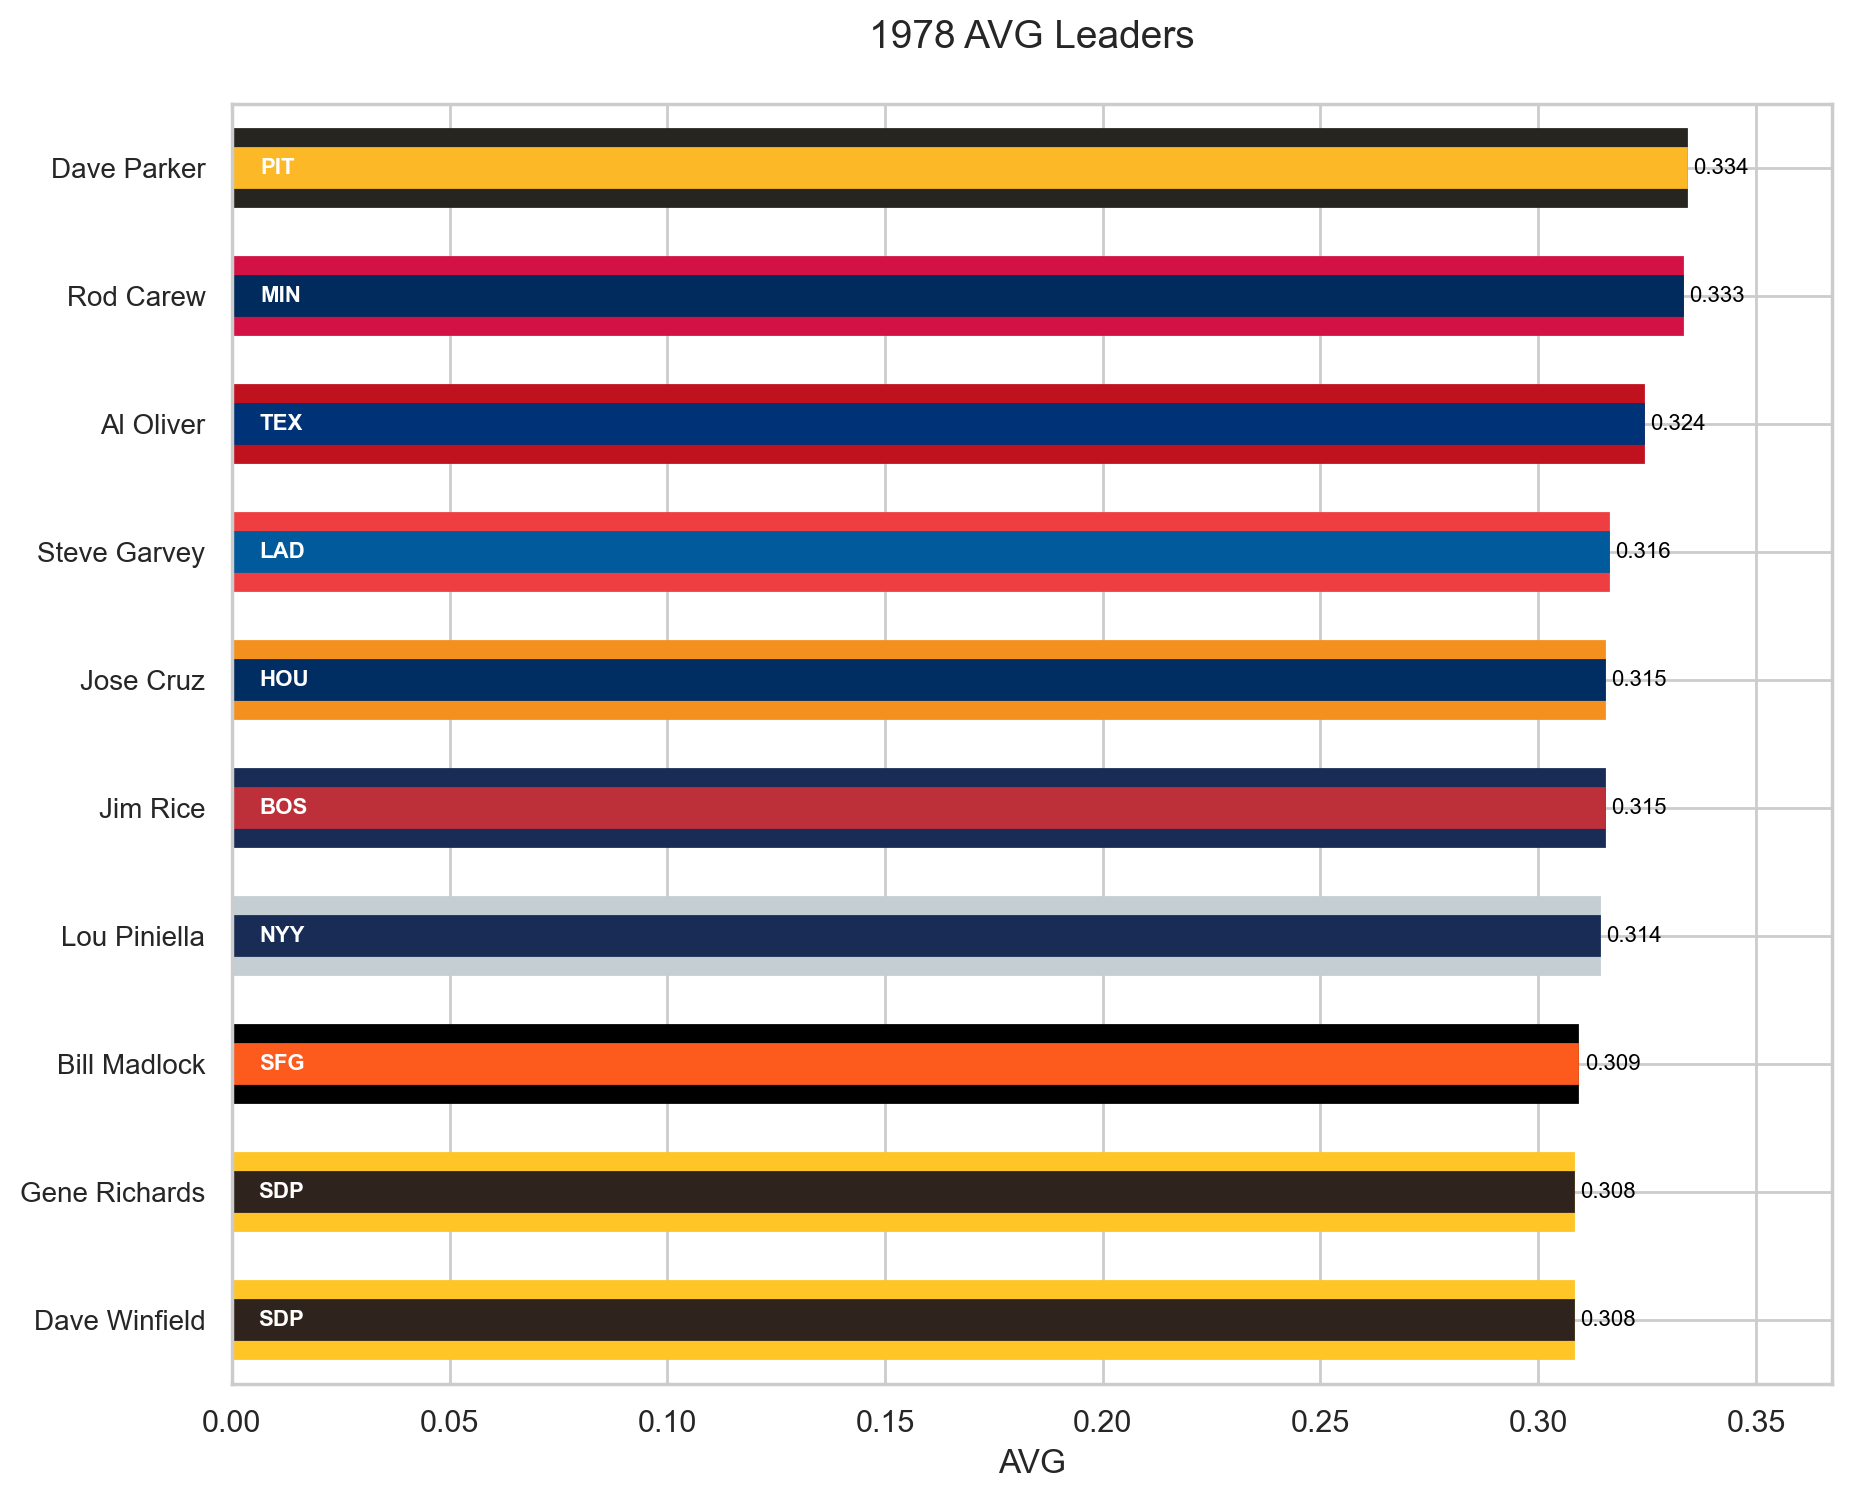 1978 AVG Leaders
Dave Parker PIT 0.334
Rod Carew MIN 0.333
Al Oliver TEX 0.324
Steve Garvey LAD 0.316
Jose Cruz HOU 0.315
Jim Rice BOS 0.315
Lou Piniella NYY 0.314
Bill Madlock SFG 0.309
Gene Richards SDP 0.308
Dave Winfield SDP 0.308
0.00 0.05 0.10 0.15 0.20 0.25 0.30 0.35
AVG